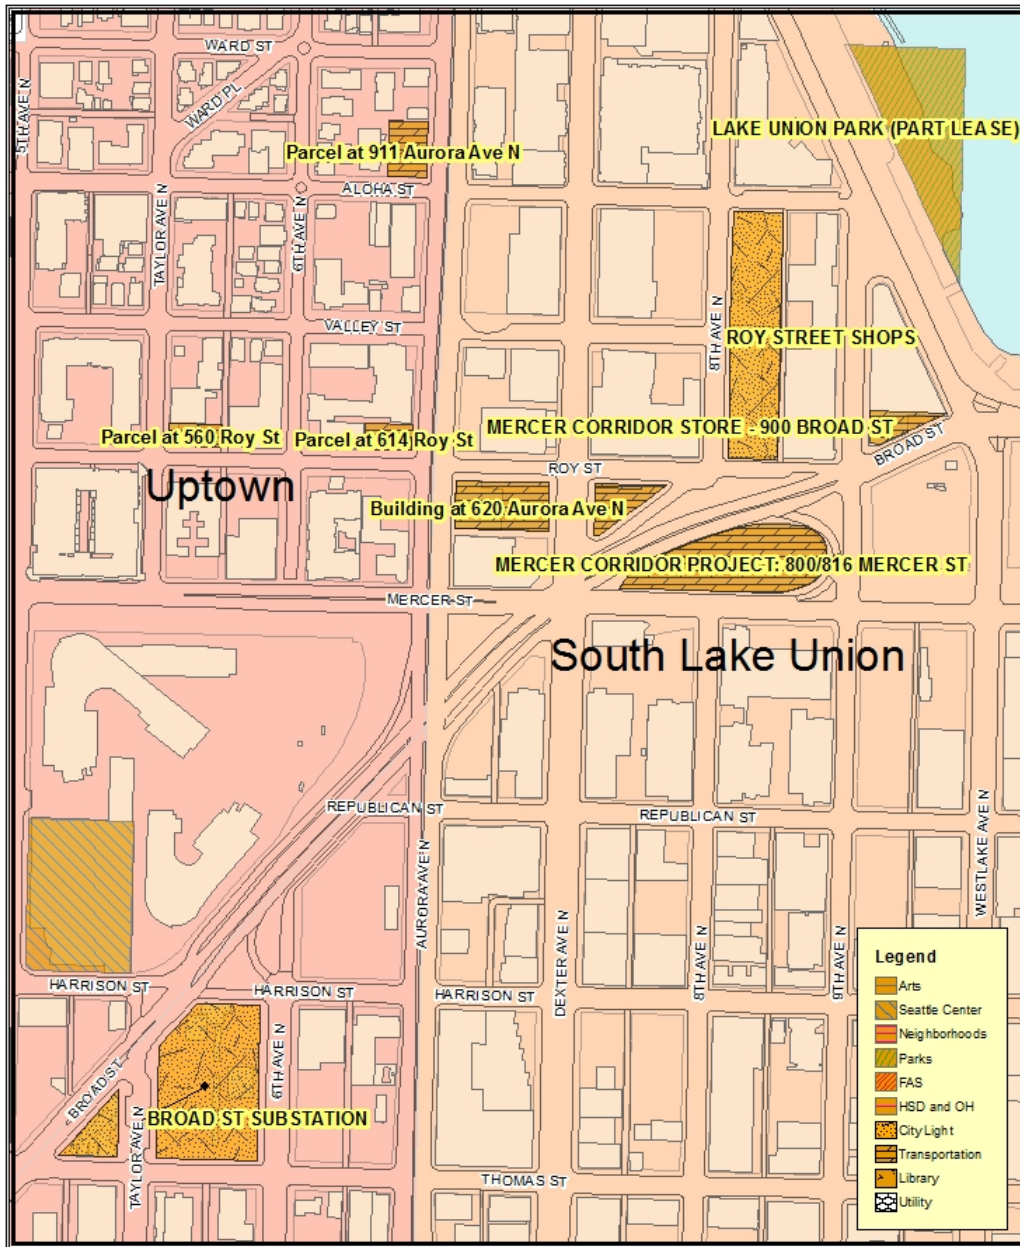 WARD ST
5TH AVE N
WARD PL
LAKE UNION PARK (PART LEASE)
Parcel at 911 Aurora Ave N
ALOHA ST
TAYLOR AVE N
6TH AVE N
8TH AVE N
VALLEY ST
ROY STREET SHOPS
MERCER CORRIDOR STORE - 900 BROAD ST
Parcel at 560 Roy St
Parcel at 614 Roy St
BROAD ST
ROY ST
Uptown
Building at 620 Aurora Ave N
MERCER CORRIDOR PROJECT: 800/816 MERCER ST
MERCER ST
South Lake Union
REPUBLICAN ST
REPUBLICAN ST
AURORA AVE N
WESTLAKE AVE N
DEXTER AVE N
8TH AVE N
9TH AVE N
HARRISON ST
HARRISON ST
HARRISON ST
6TH AVE N
BROAD ST
BROAD ST SUBSTATION
TAYLOR AVE N
THOMAS ST
Legend
Arts
Seattle Center
Neighborhoods
Parks
FAS
HSD and OH
City Light
Transportation
Library
Utility